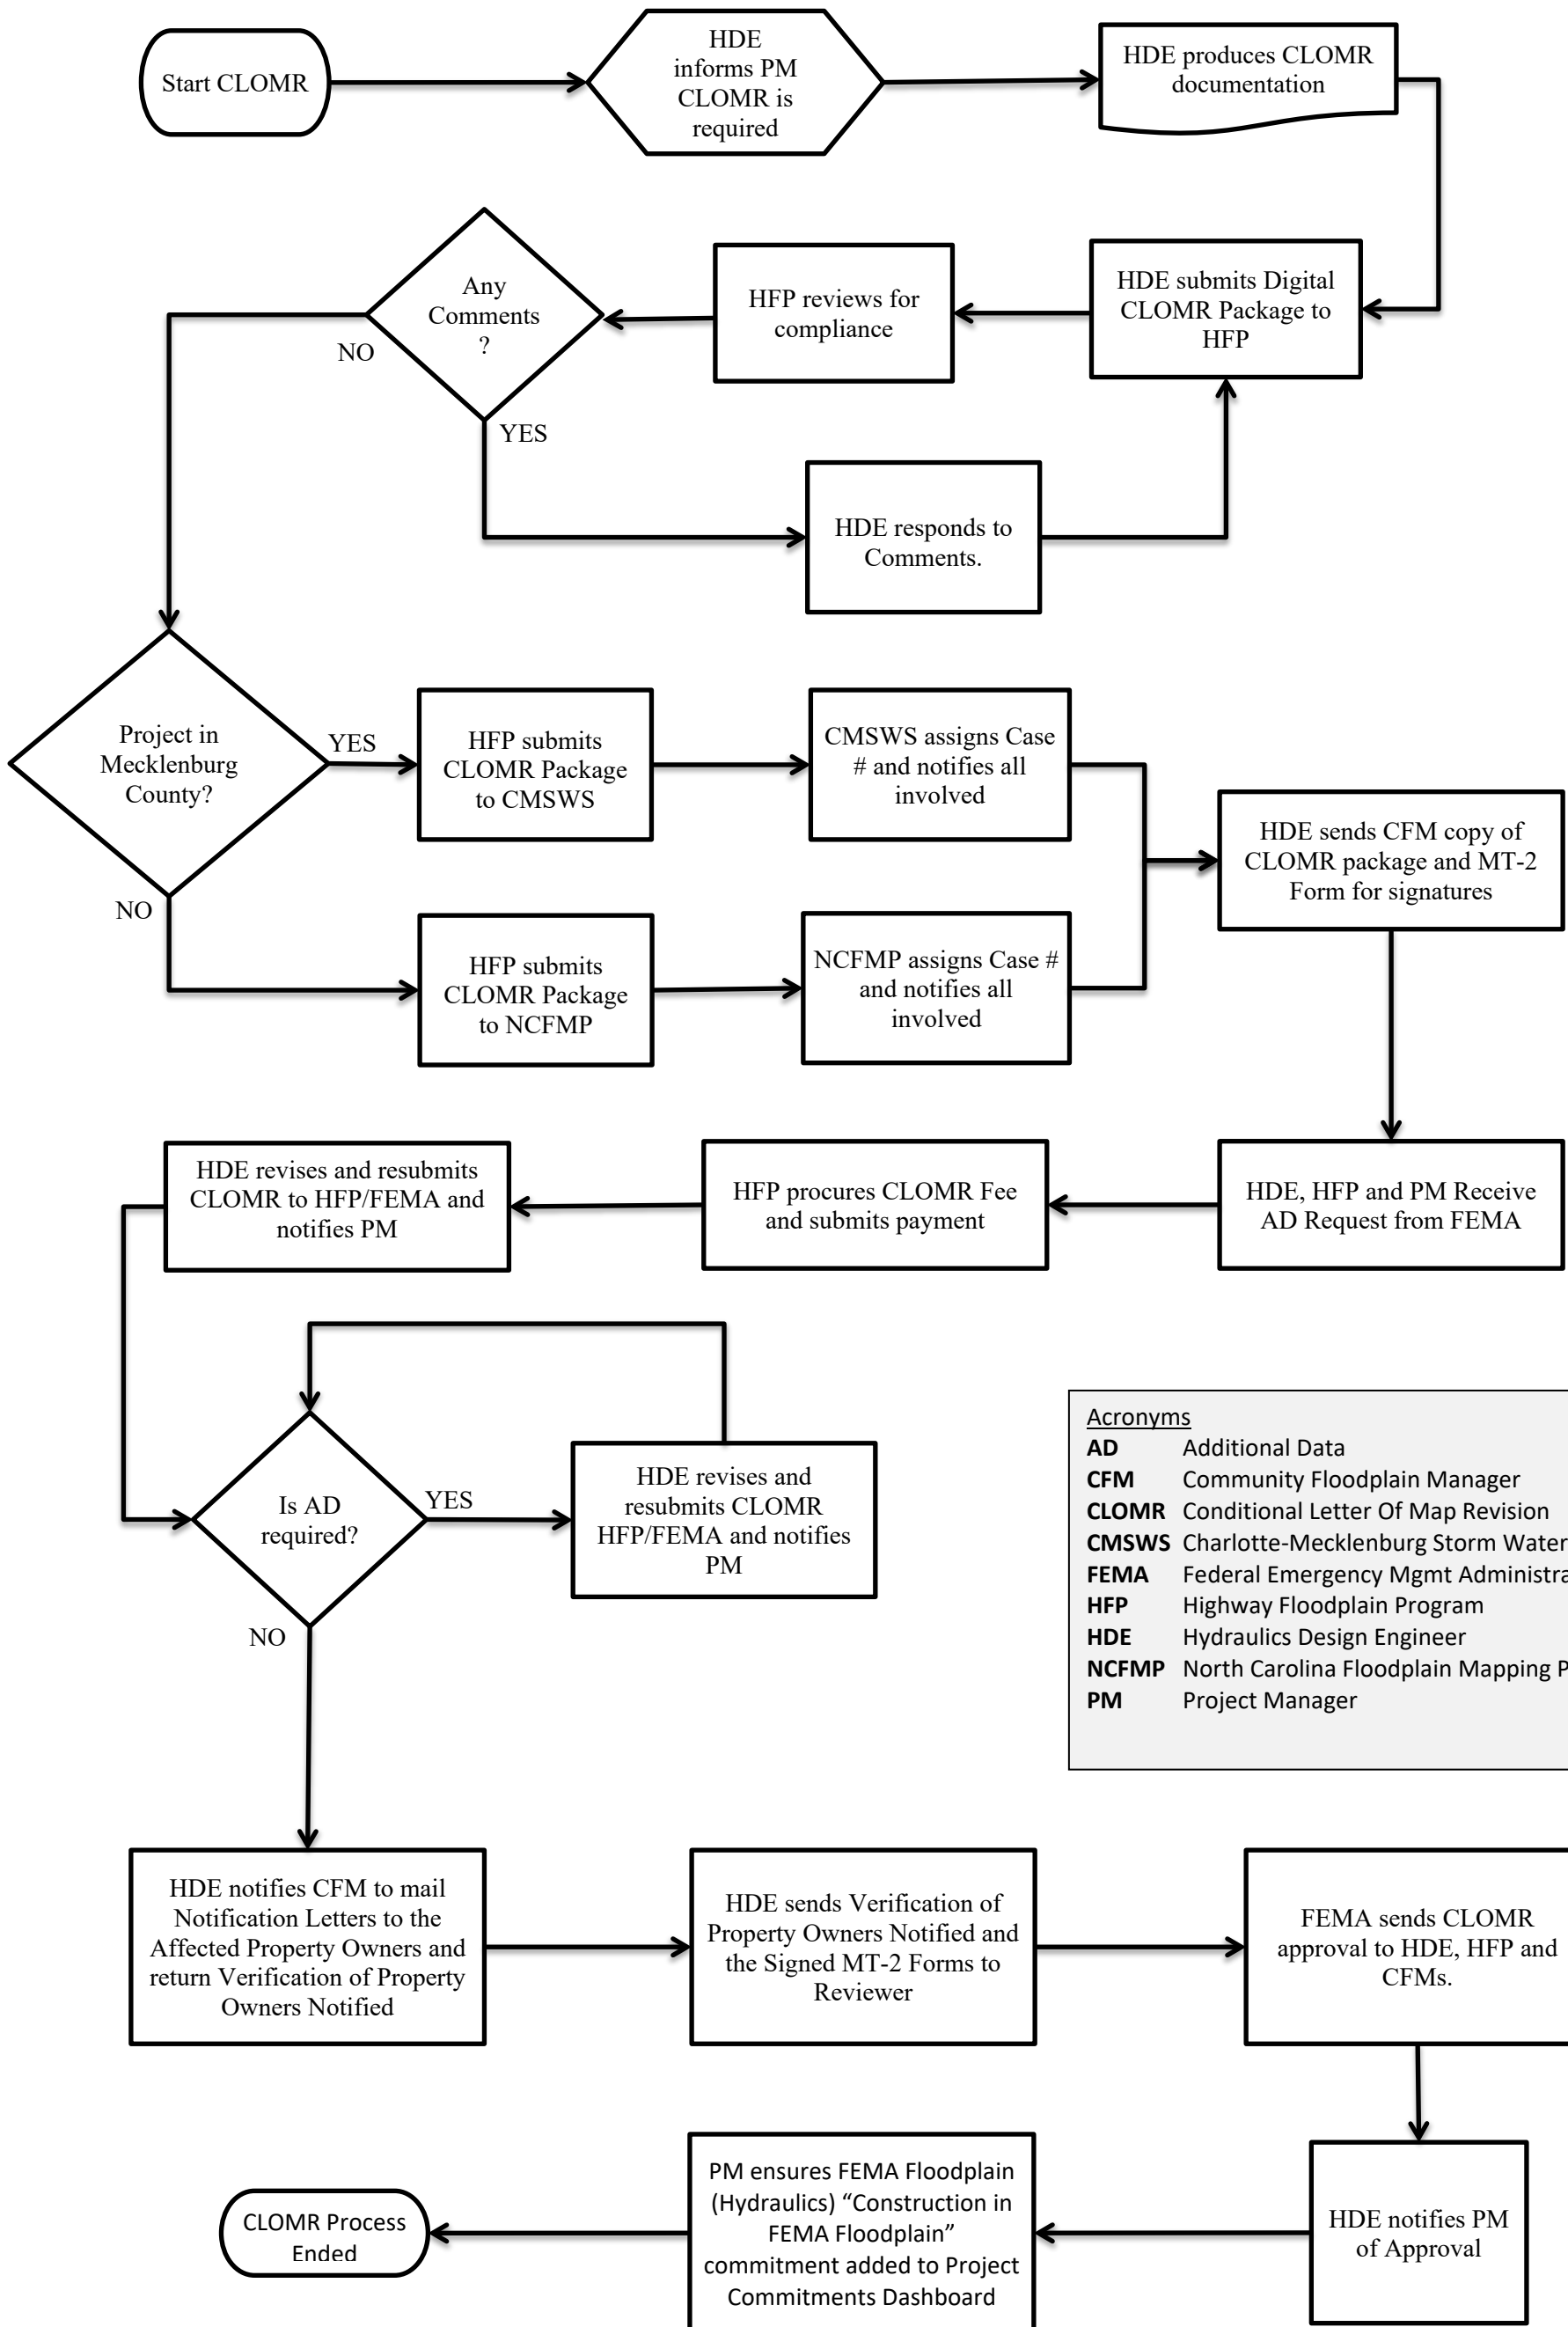 Start CLOMR
HDE
informs PM
CLOMR is
required
HDE produces CLOMR
documentation
Any
Comments
?
NO
YES
HFP reviews for
compliance
HDE submits Digital
CLOMR Package to
HFP
HDE responds to
Comments.
Project in
Mecklenburg
County?
YES
NO
HFP submits
CLOMR Package
to CMSWS
CMSWS assigns Case
# and notifies all
involved
HFP submits
CLOMR Package
to NCFMP
NCFMP assigns Case #
and notifies all
involved
HDE sends CFM copy of
CLOMR package and MT-2
Form for signatures
HDE revises and resubmits
CLOMR to HFP/FEMA and
notifies PM
HFP procures CLOMR Fee
and submits payment
HDE, HFP and PM Receive
AD Request from FEMA
Is AD
required?
YES
NO
HDE revises and
resubmits CLOMR
HFP/FEMA and notifies
PM
Acronyms
AD Additional Data
CFM Community Floodplain Manager
CLOMR Conditional Letter Of Map Revision
CMSWS Charlotte-Mecklenburg Storm Water
FEMA Federal Emergency Mgmt
HFP Highway Floodplain Program
HDE Hydraulics Design Engineer
NCFMP North Carolina Floodplain Mapping
PM Project Manager
HDE notifies CFM to mail
Notification Letters to the
Affected Property Owners and
return Verification of Property
Owners Notified
HDE sends Verification of
Property Owners Notified and
the Signed MT-2 Forms to
Reviewer
FEMA sends CLOMR
approval to HDE, HFP and
CFMs.
CLOMR Process
Ended
PM ensures FEMA Floodplain
(Hydraulics) “Construction in
FEMA Floodplain”
commitment added to Project
Commitments Dashboard
HDE notifies PM
of Approval